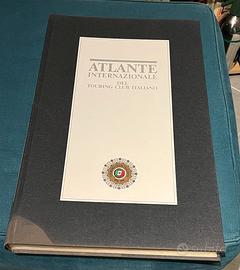 ATLANTE
INTERNAZIONALE
DEL
TOURING CLUB ITALIANO